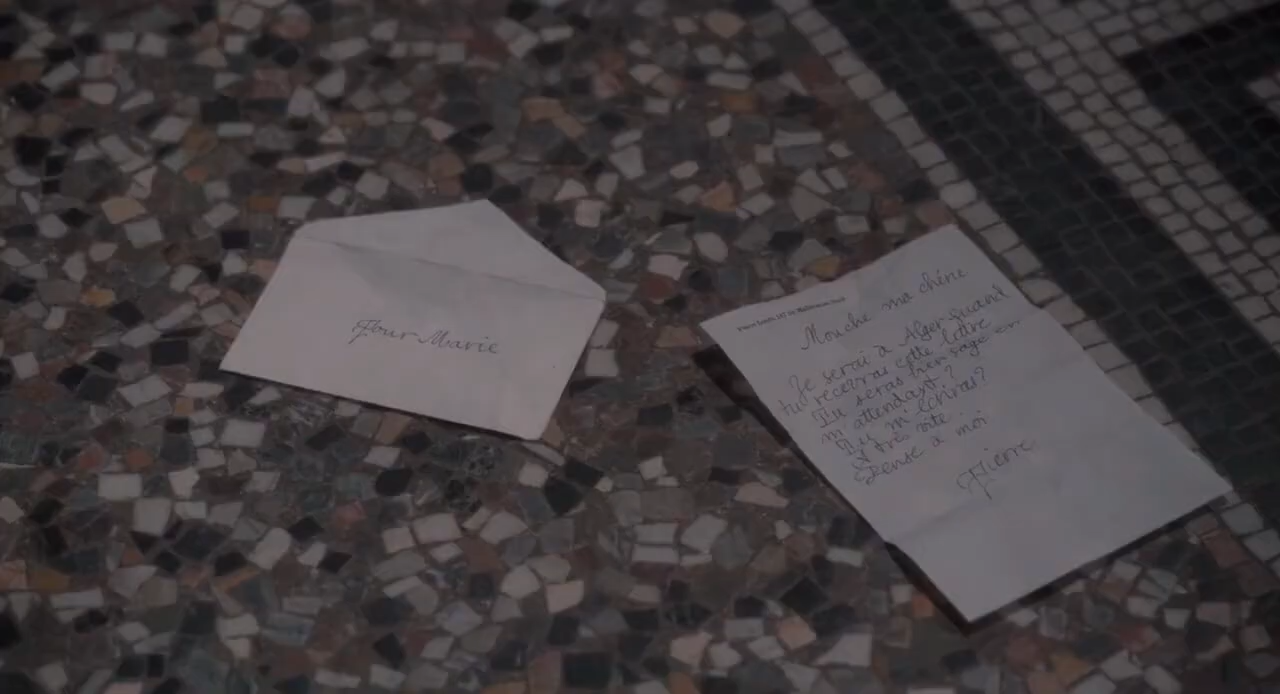 Pour Marie
Mouche ma chérie
Je serai à Alger quand
tu recevras cette lettre
Tu seras bien sage en
m'attendant ?
Tu m'écriras ?
A très vite
Pense à moi
Pierre